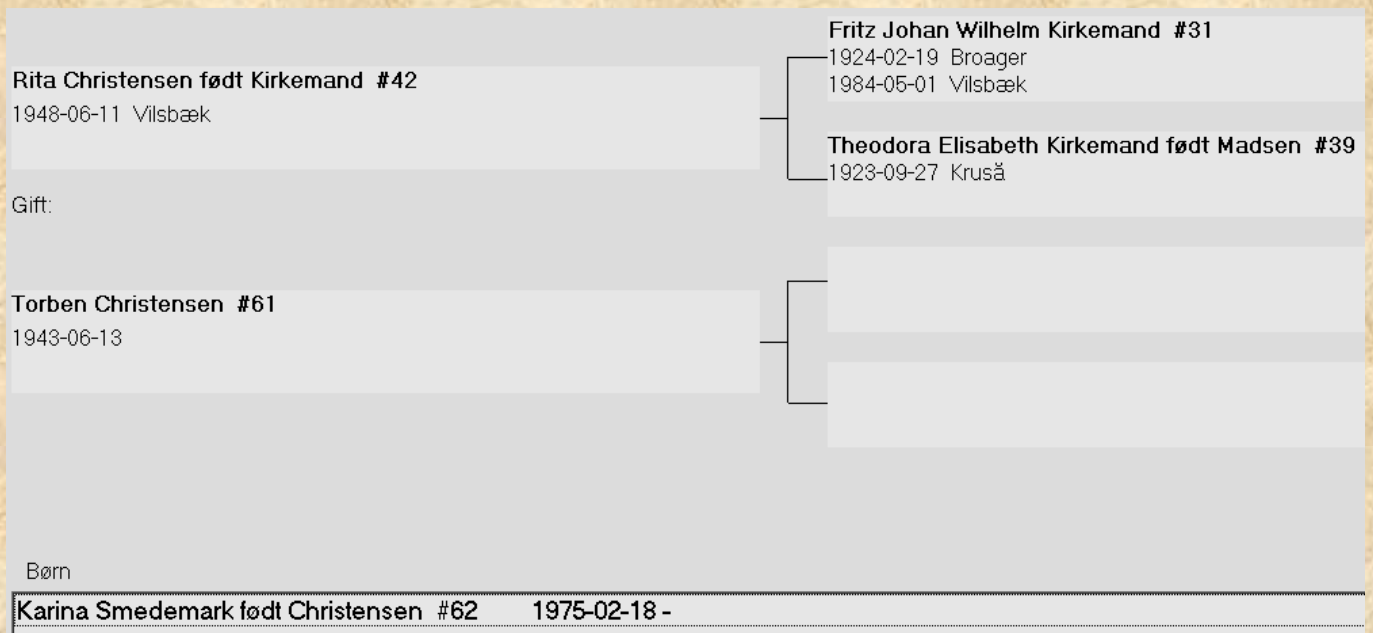 Fritz Johan Wilhelm Kirkemand #31
1924-02-19 Broager
1984-05-01 Vilsbæk
Rita Christensen født Kirkemand #42
1948-06-11 Vilsbæk
Theodora Elisabeth Kirkemand født Madsen #39
1923-09-27 Kruså
Gift:
Torben Christensen #61
1943-06-13
Børn
Karina Smedemark født Christensen #62 1975-02-18 -